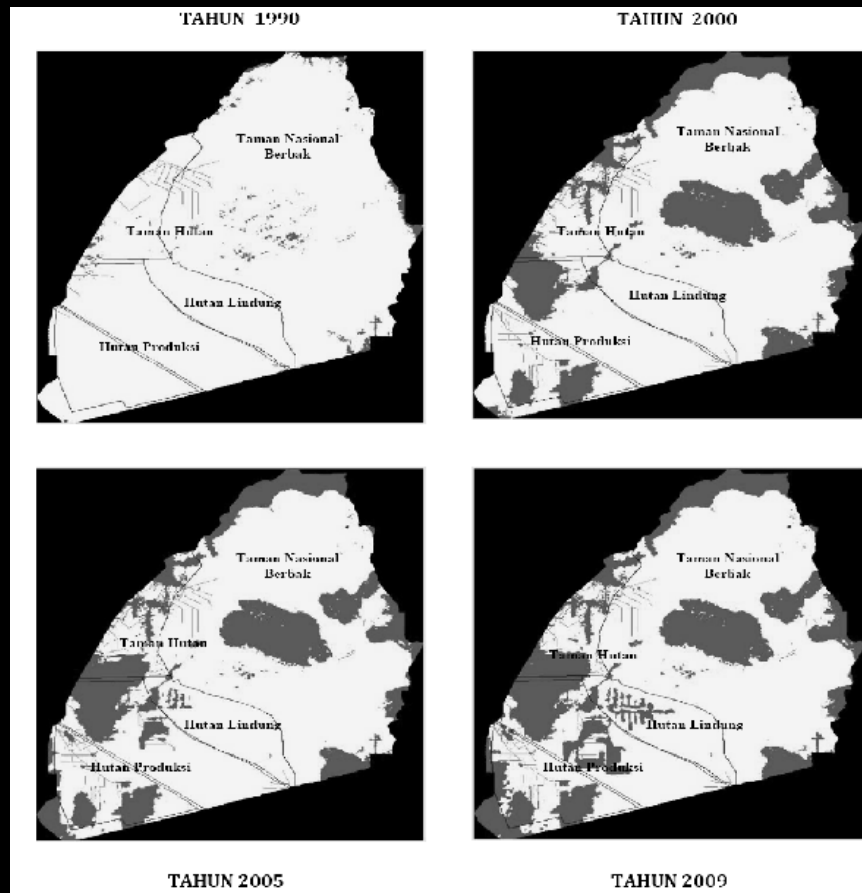 TAHUN 1990
Taman Nasional
Berbak
Taman Hutan
Hutan Lindung
Hutan Produksi
TAHUN 2000
Taman Nasional
Berbak
Taman Hutan
Hutan Lindung
Hutan Produksi
Taman Nasional
Berbak
Taman Hutan
Hutan Lindung
Hutan Produksi
TAHUN 2005
Taman Nasional
Berbak
Taman Hutan
Hutan Lindung
Hutan Produksi
TAHUN 2009